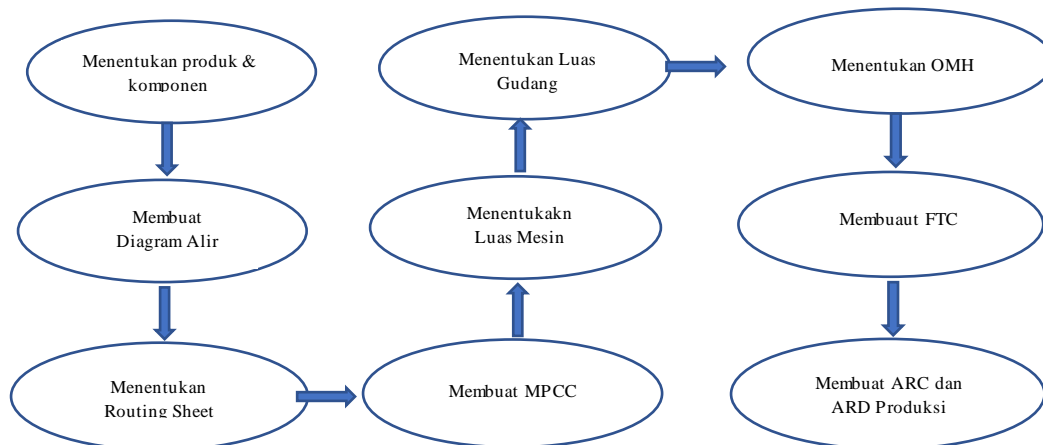 Menentukan produk &
komponen
Membuat
Diagram Alir
Menentukan
Routing Sheet
Membuat MPCC
Menentukakn
Luas Mesin
Menentukan Luas
Gudang
Menentukan OMH
Membuaut FTC
Membuat ARC dan
ARD Produksi